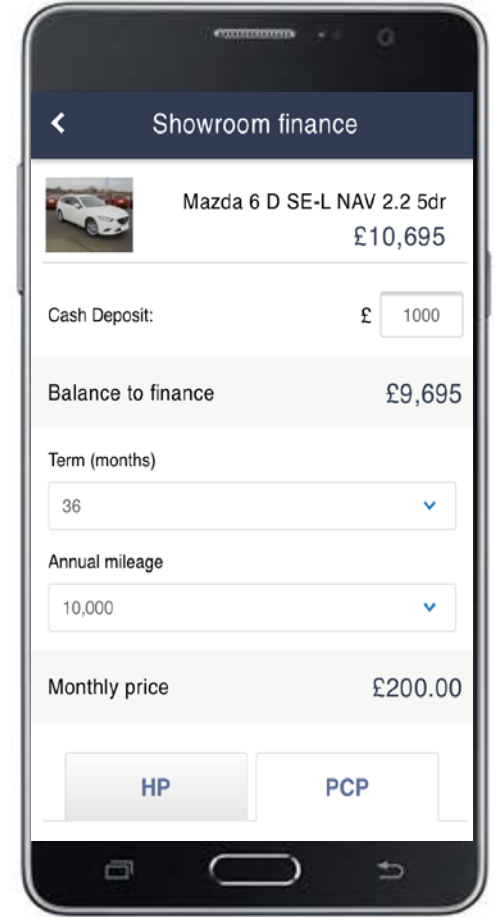 Showroom finance
Mazda 6 D SE-L NAV 2.2 5dr
£10,695
Cash Deposit: £ 1000
Balance to finance £9,695
Term (months)
36
Annual mileage
10,000
Monthly price £200.00
HP PCP